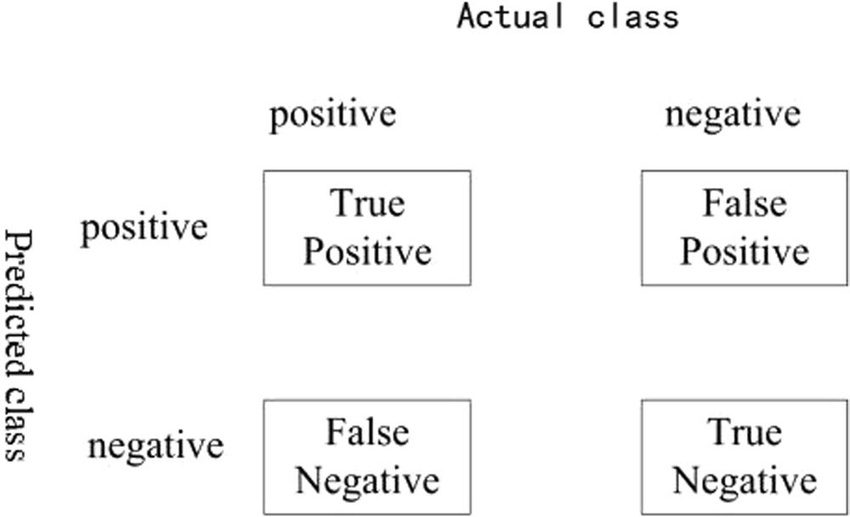 Actual class
positive negative
Predicted class
positive
True
Positive
False
Positive
negative
False
Negative
True
Negative